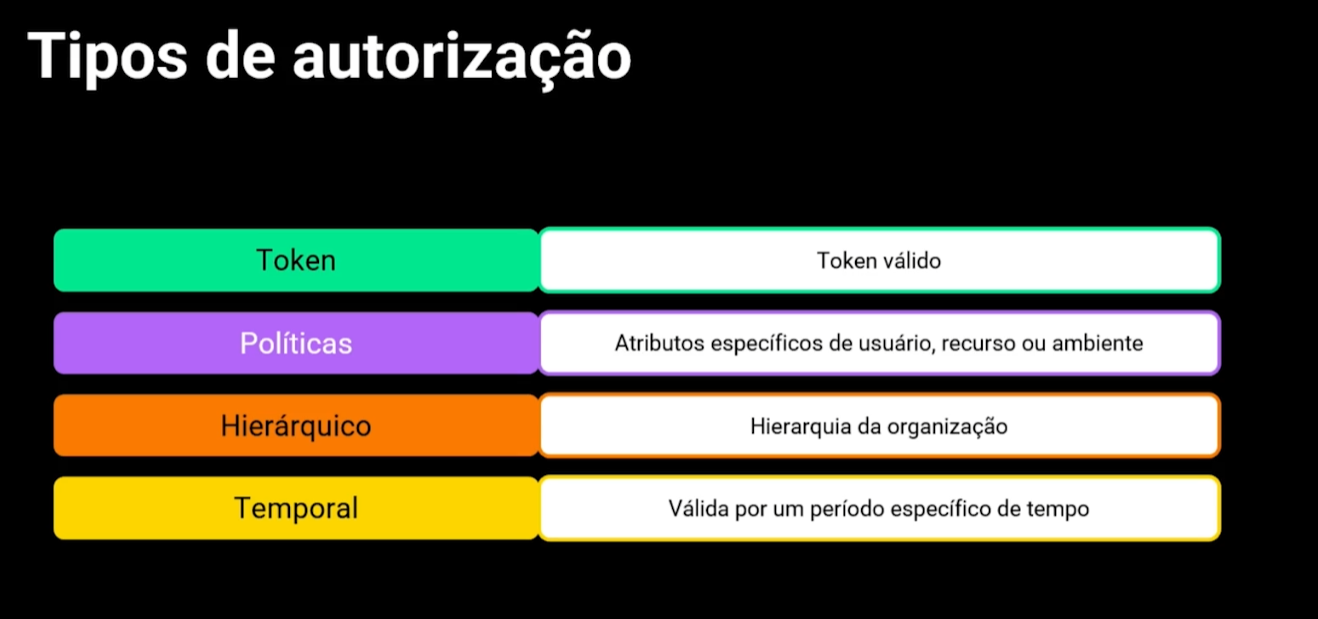 Tipos de autorização
Token
Token válido
Políticas
Atributos específicos de usuário, recurso ou ambiente
Hierárquico
Hierarquia da organização
Temporal
Válida por um período específico de tempo